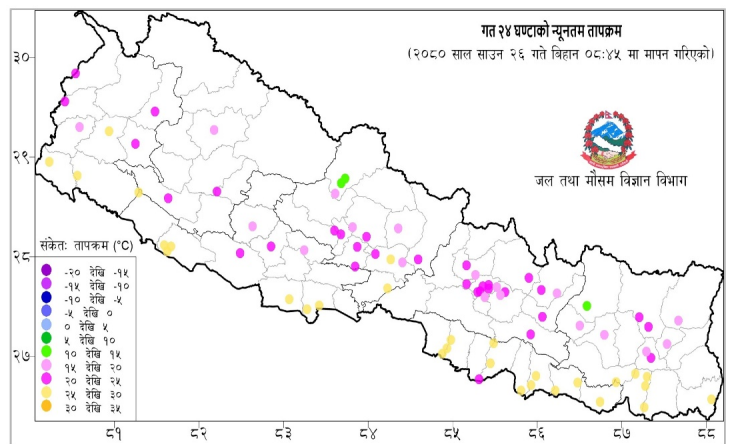 गत २४ घण्टाको न्यूनतम तापक्रम
(२०८० साल साउन २६ गते बिहान ०८:४५ मा मापन गरिएको)
जल तथा मौसम विज्ञान विभाग
३०
२९
२८
२७
संकेतः तापक्रम (°C)
-२० देखि -१५
-१५ देखि -१०
-१० देखि -५
-५ देखि ०
० देखि ५
५ देखि १०
१० देखि १५
१५ देखि २०
२० देखि २५
२५ देखि ३०
३० देखि ३५
८१ ८२ ८३ ८४ ८५ ८६ ८७ ८८